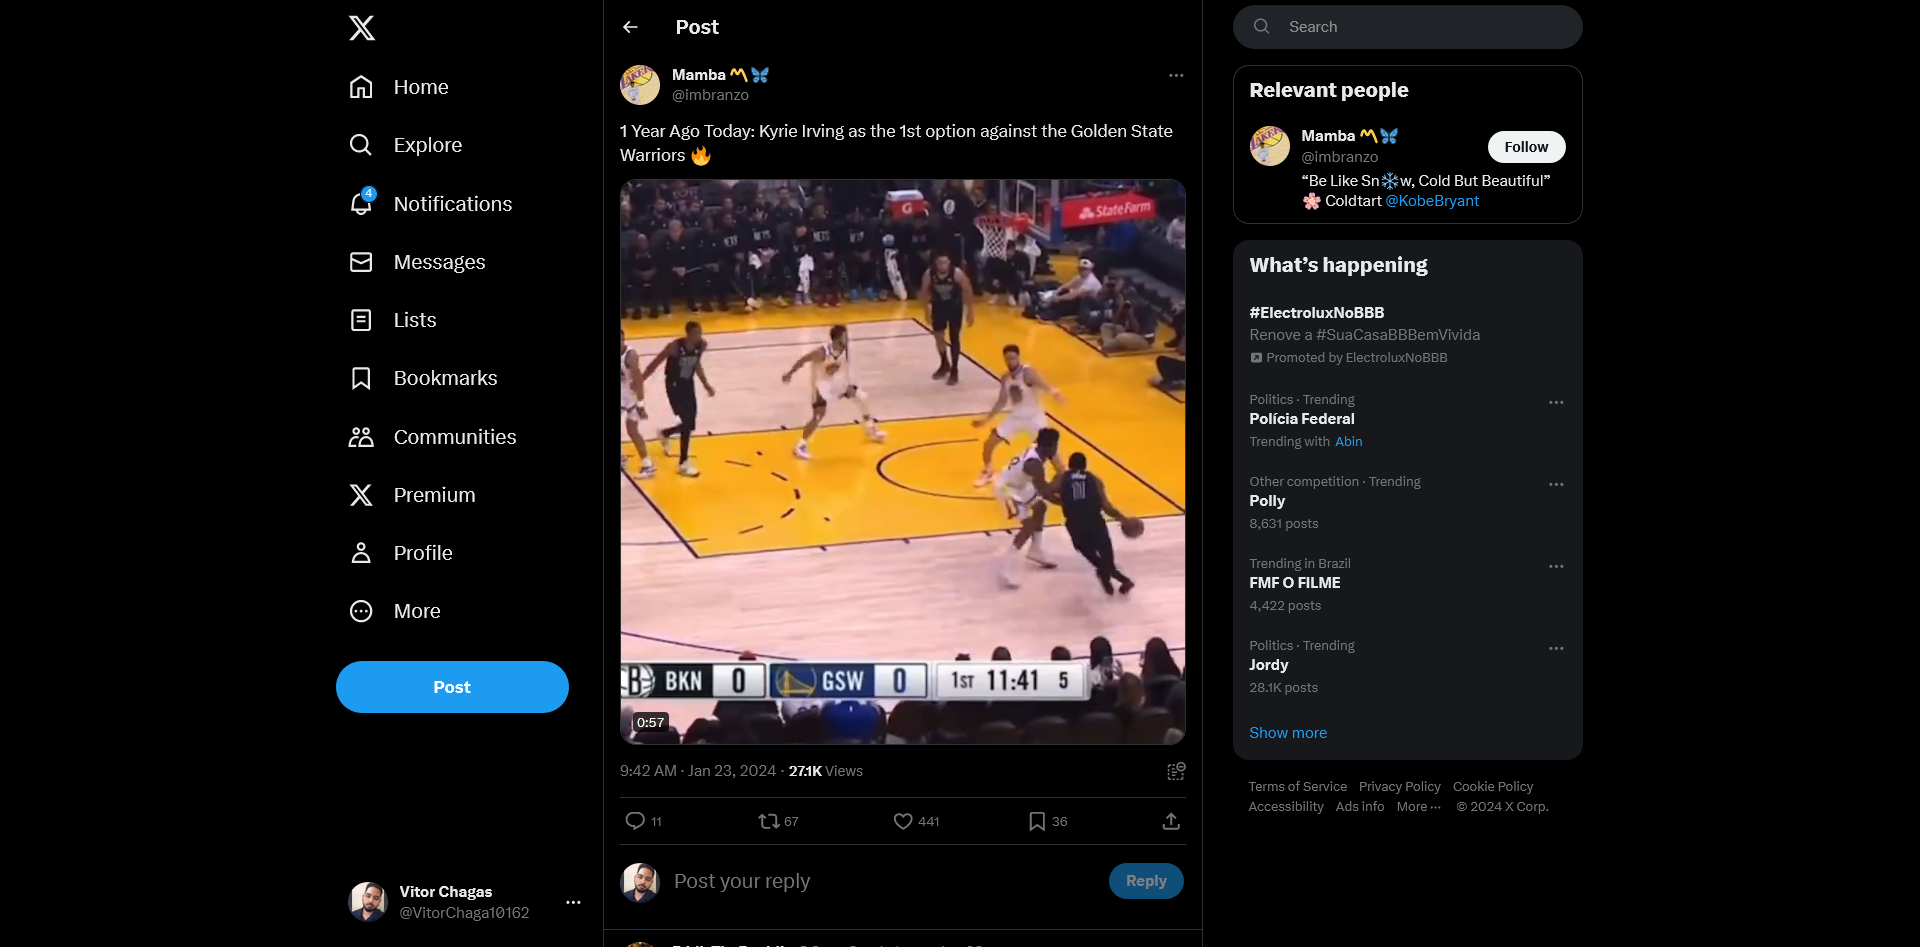 Home
Explore
4
Notifications
Messages
Lists
Bookmarks
Communities
Premium
Profile
More
Post
Vitor Chagas
@VitorChaga10162
Post
Mamba
@imbranzo
1 Year Ago Today: Kyrie Irving as the 1st option against the Golden State
Warriors 🔥
G
StateFarm
NETS
11
BKN 0 GSW 0 1ST 11:41 5
0:57
9:42 AM · Jan 23, 2024 · 27.1K Views
11 67 441 36
Post your reply
Reply
Search
Relevant people
Mamba
@imbranzo
Follow
“Be Like Sn❄️w, Cold But Beautiful”
🌸 Coldtart @KobeBryant
What’s happening
#ElectroluxNoBBB
Renove a #SuaCasaBBBemVivida
Promoted by ElectroluxNoBBB
Politics · Trending
Polícia Federal
Trending with Abin
Other competition · Trending
Polly
8,631 posts
Trending in Brazil
FMF O FILME
4,422 posts
Politics · Trending
Jordy
28.1K posts
Show more
Terms of Service Privacy Policy Cookie Policy
Accessibility Ads info More ··· © 2024 X Corp.